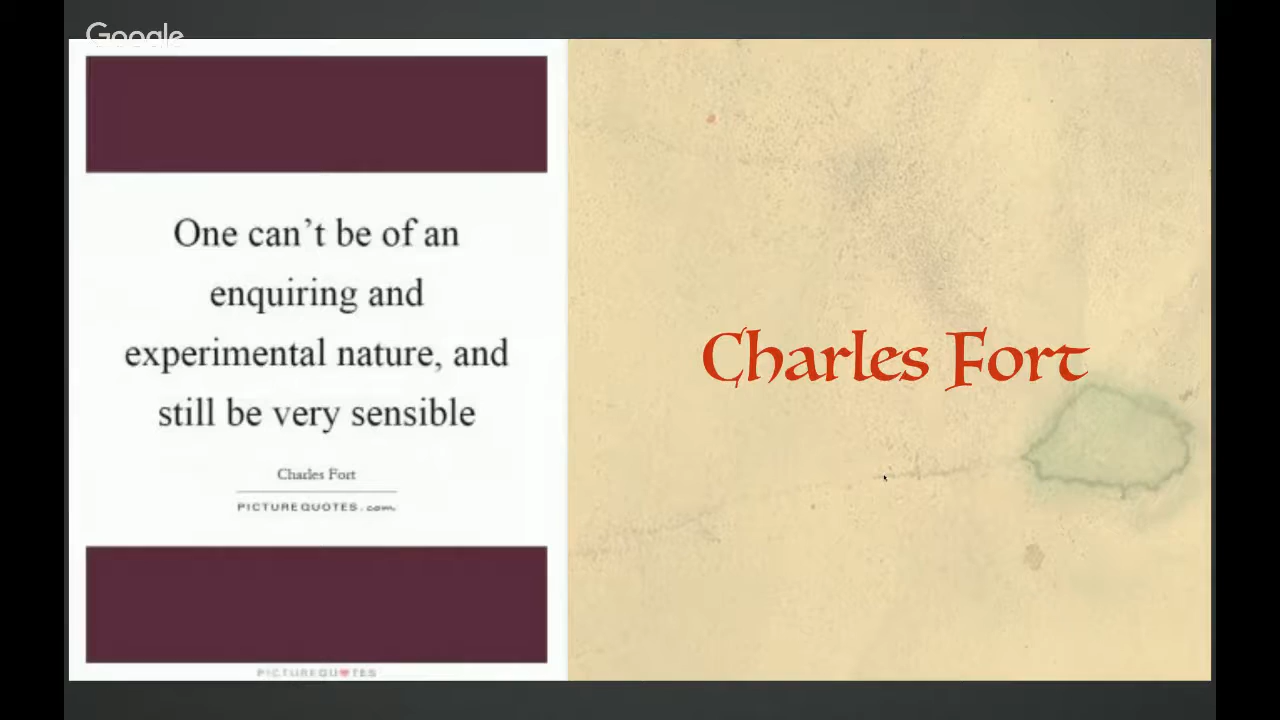 Google
One can't be of an
enquiring and
experimental nature, and
still be very sensible
Charles Fort
PICTUREQUOTES.com
PICTUREQUOTES
Charles Fort